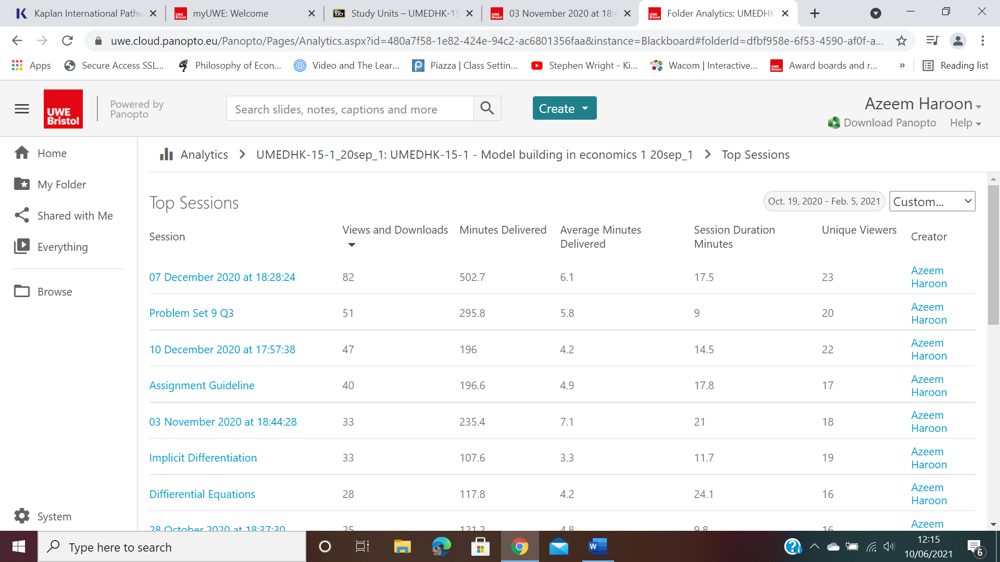 Kaplan International Pathw
myUWE: Welcome
Bb Study Units – UMEDHK-15
03 November 2020 at 18:4
Folder Analytics: UMEDHK
uwe.cloud.panopto.eu/Panopto/Pages/Analytics.aspx?id=480a7f58-1e82-424e-94c2-ac6801356faa&instance=Blackboard#folderId=dfbf958e-6f53-4590-af0f-a...
Apps Secure Access SSL... Philosophy of Econ... Video and The Lear... Piazza | Class Settin... Stephen Wright - Ki... Wacom | Interactive... Award boards and r... » Reading list
UWE Bristol
Powered by
Panopto
Search slides, notes, captions and more
Create
Azeem Haroon
Download Panopto Help
Home
My Folder
Shared with Me
Everything
Browse
System
Analytics > UMEDHK-15-1_20sep_1: UMEDHK-15-1 - Model building in economics 1 20sep_1 > Top Sessions
Top Sessions
Oct. 19, 2020 - Feb. 5, 2021 Custom...
Session Views and Downloads Minutes Delivered Average Minutes Delivered Session Duration Minutes Unique Viewers Creator
07 December 2020 at 18:28:24 82 502.7 6.1 17.5 23 Azeem Haroon
Problem Set 9 Q3 51 295.8 5.8 9 20 Azeem Haroon
10 December 2020 at 17:57:38 47 196 4.2 14.5 22 Azeem Haroon
Assignment Guideline 40 196.6 4.9 17.8 17 Azeem Haroon
03 November 2020 at 18:44:28 33 235.4 7.1 21 18 Azeem Haroon
Implicit Differentiation 33 107.6 3.3 11.7 19 Azeem Haroon
Diffierential Equations 28 117.8 4.2 24.1 16 Azeem Haroon
28 October 2020 at 18:37:30 25 121.2 4.8 9.8 16 Azeem
Type here to search
12:15
10/06/2021
6